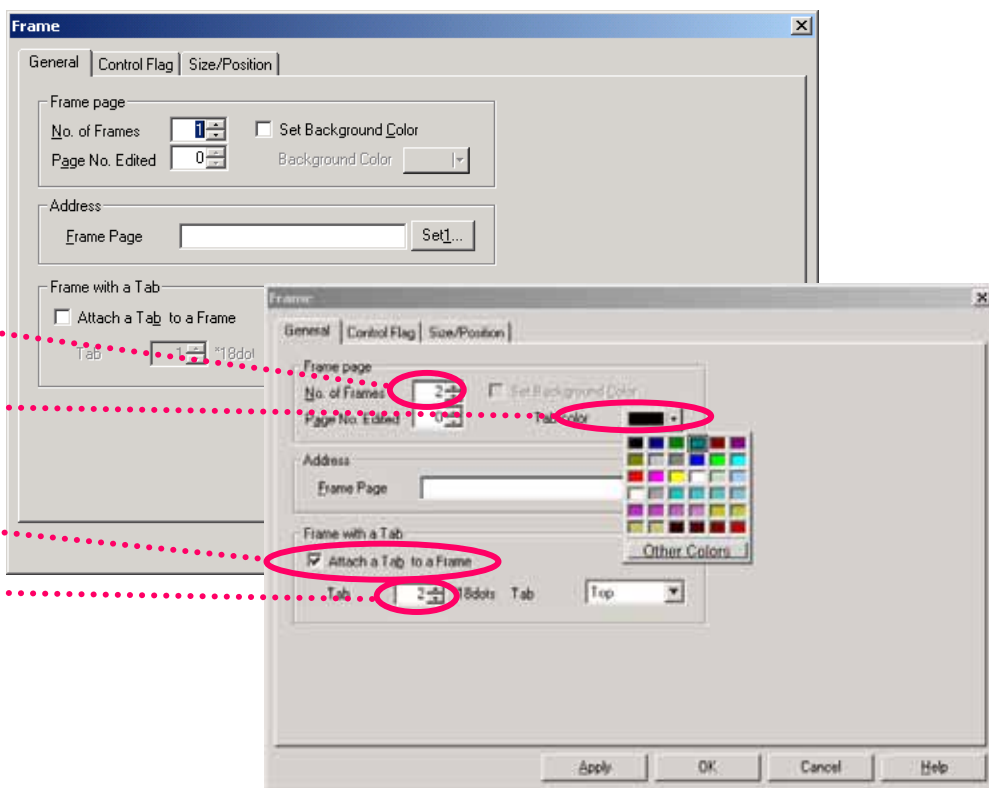 Frame
General Control Flag Size/Position
Frame page
No. of Frames 1 Set Background Color
Page No. Edited 0 Background Color
Address
Frame Page Set1...
Frame with a Tab
Attach a Tab to a Frame
Tab 1 *18dot
Frame
General Control Flag Size/Position
Frame page
No. of Frames 2 Set Background Color
Page No. Edited 0 Tab color
Address
Frame Page
Other Colors
Frame with a Tab
Attach a Tab to a Frame
Tab 2 *18dots Tab Top
Apply OK Cancel Help